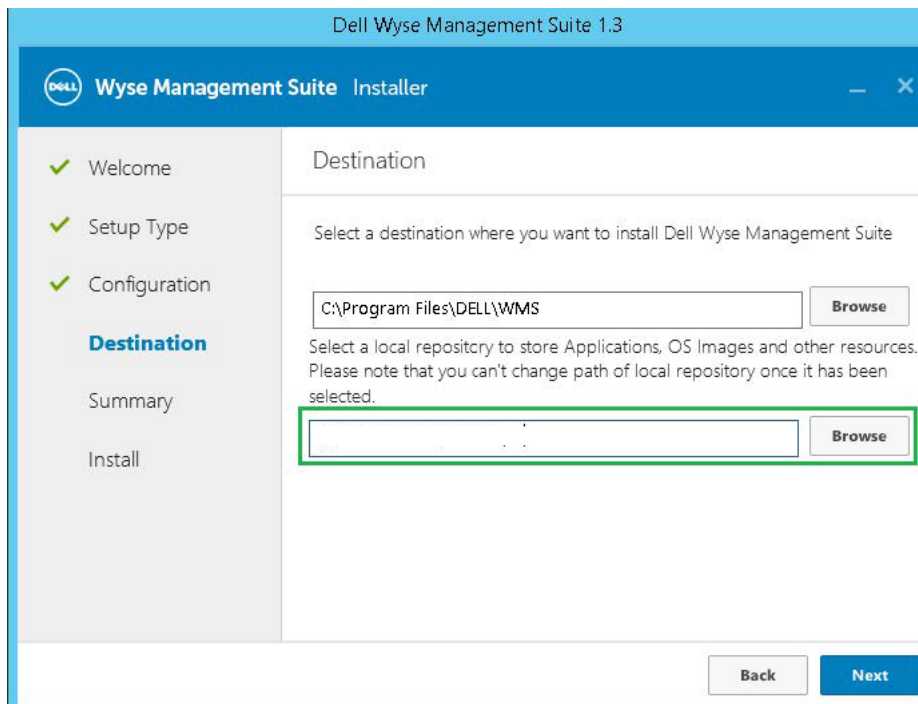 Dell Wyse Management Suite 1.3
DELL Wyse Management Suite Installer
Welcome
Setup Type
Configuration
Destination
Summary
Install
Destination
Select a destination where you want to install Dell Wyse Management Suite
C:\Program Files\DELL\WMS
Browse
Select a local repository to store Applications, OS Images and other resources.
Please note that you can't change path of local repository once it has been
selected.
Browse
Back
Next